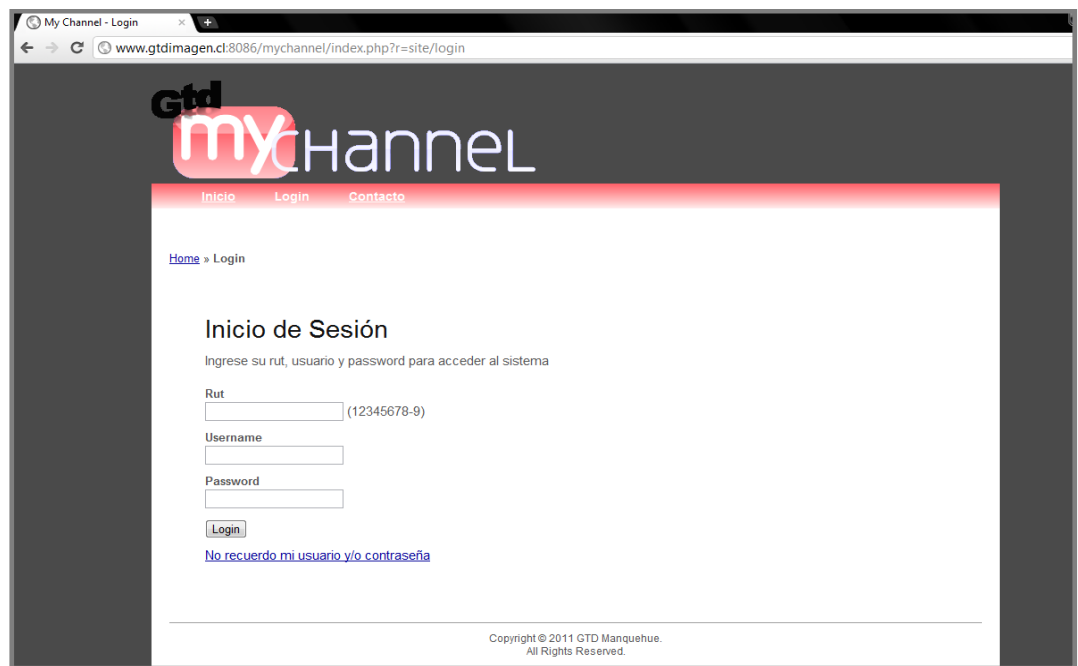 My Channel - Login
www.gtdimagen.cl:8086/mychannel/index.php?r=site/login
Gtd
myCHanneL
Inicio Login Contacto
Home » Login
Inicio de Sesión
Ingrese su rut, usuario y password para acceder al sistema
Rut
(12345678-9)
Username
Password
Login
No recuerdo mi usuario y/o contraseña
Copyright © 2011 GTD Manquehue.
All Rights Reserved.